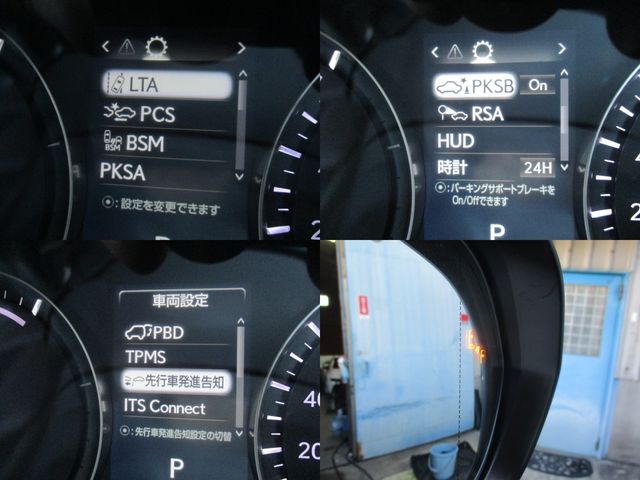 LTA
PCS
BSM
BSM
PKSA
:設定を変更できます
PKSB On
RSA
HUD
時計 24H
:パーキングサポートブレーキを
On/Offできます
P
車両設定
PBD
TPMS
先行車発進告知
ITS Connect
:先行車発進告知設定の切替
P
40
20